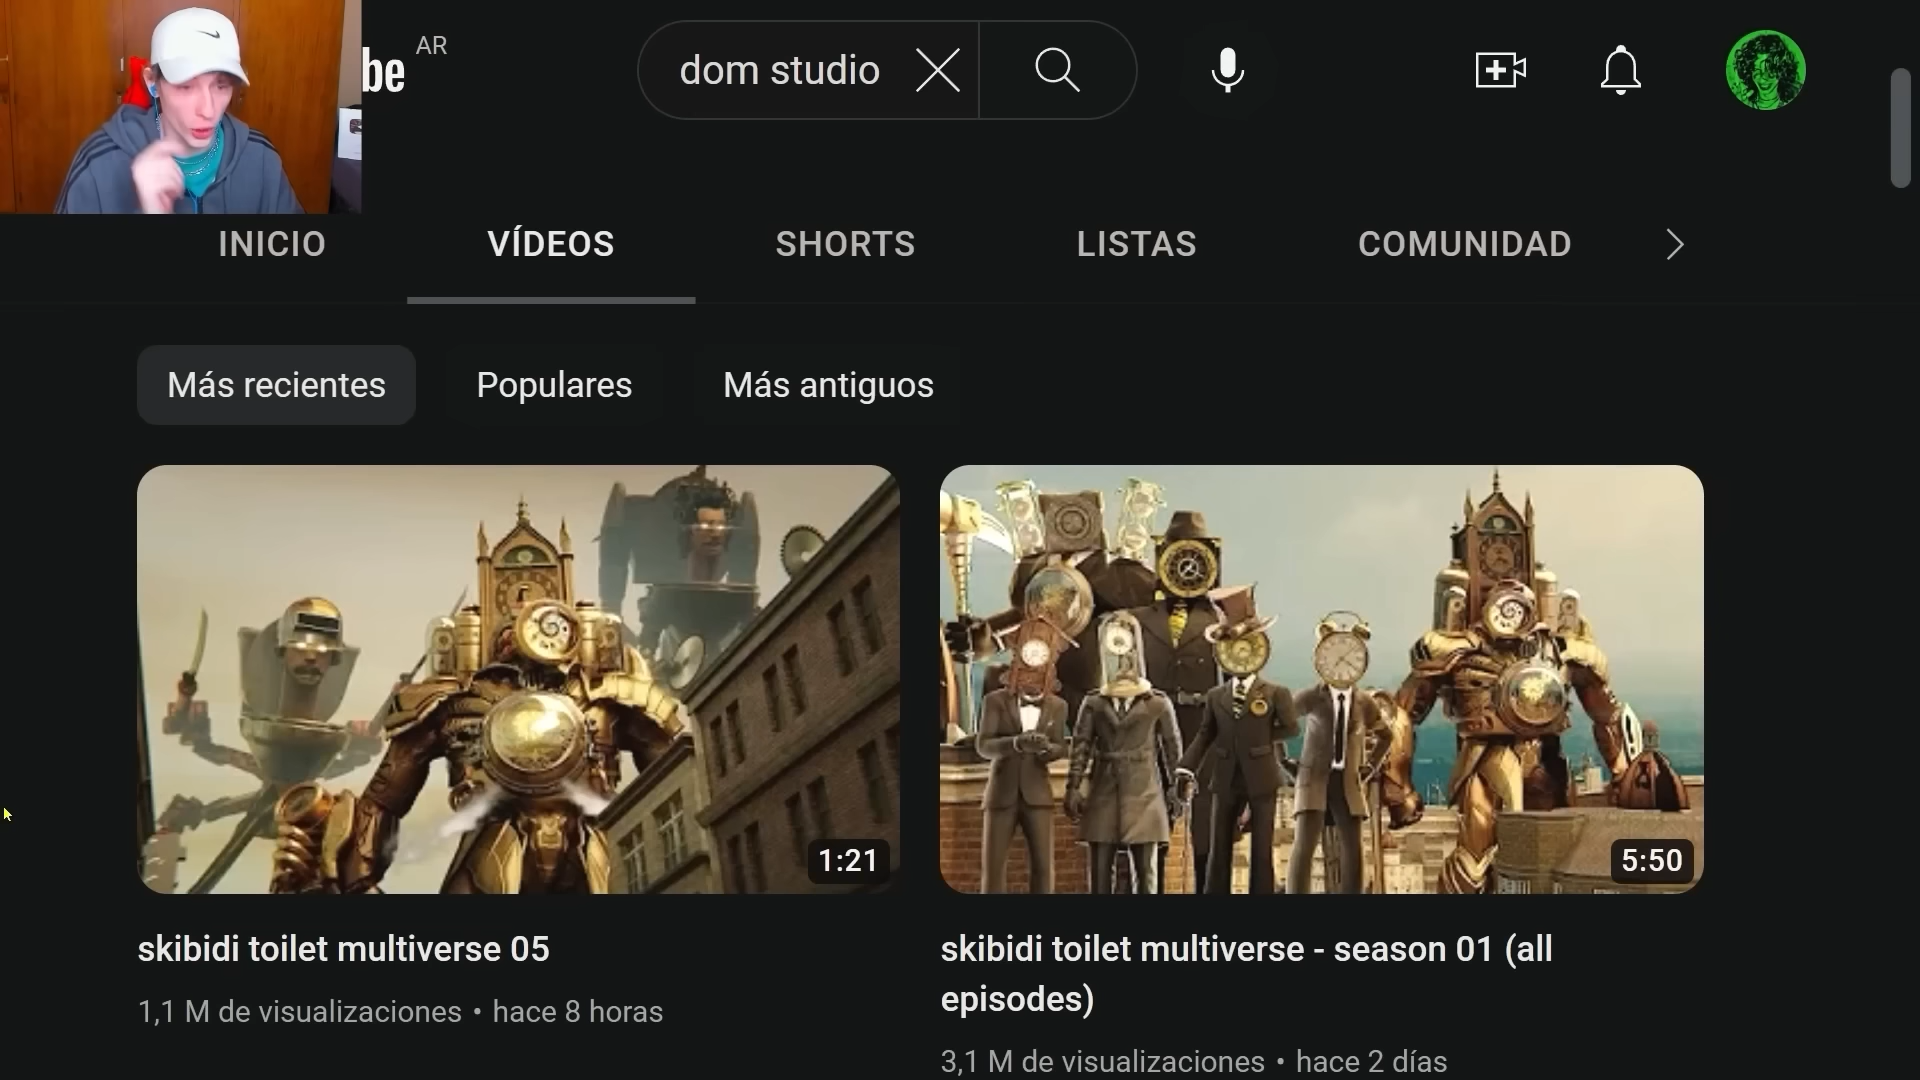 be AR
dom studio
INICIO
VÍDEOS
SHORTS
LISTAS
COMUNIDAD
Más recientes
Populares
Más antiguos
1:21
5:50
skibidi toilet multiverse 05
1,1 M de visualizaciones • hace 8 horas
skibidi toilet multiverse - season 01 (all
episodes)
3,1 M de visualizaciones • hace 2 días